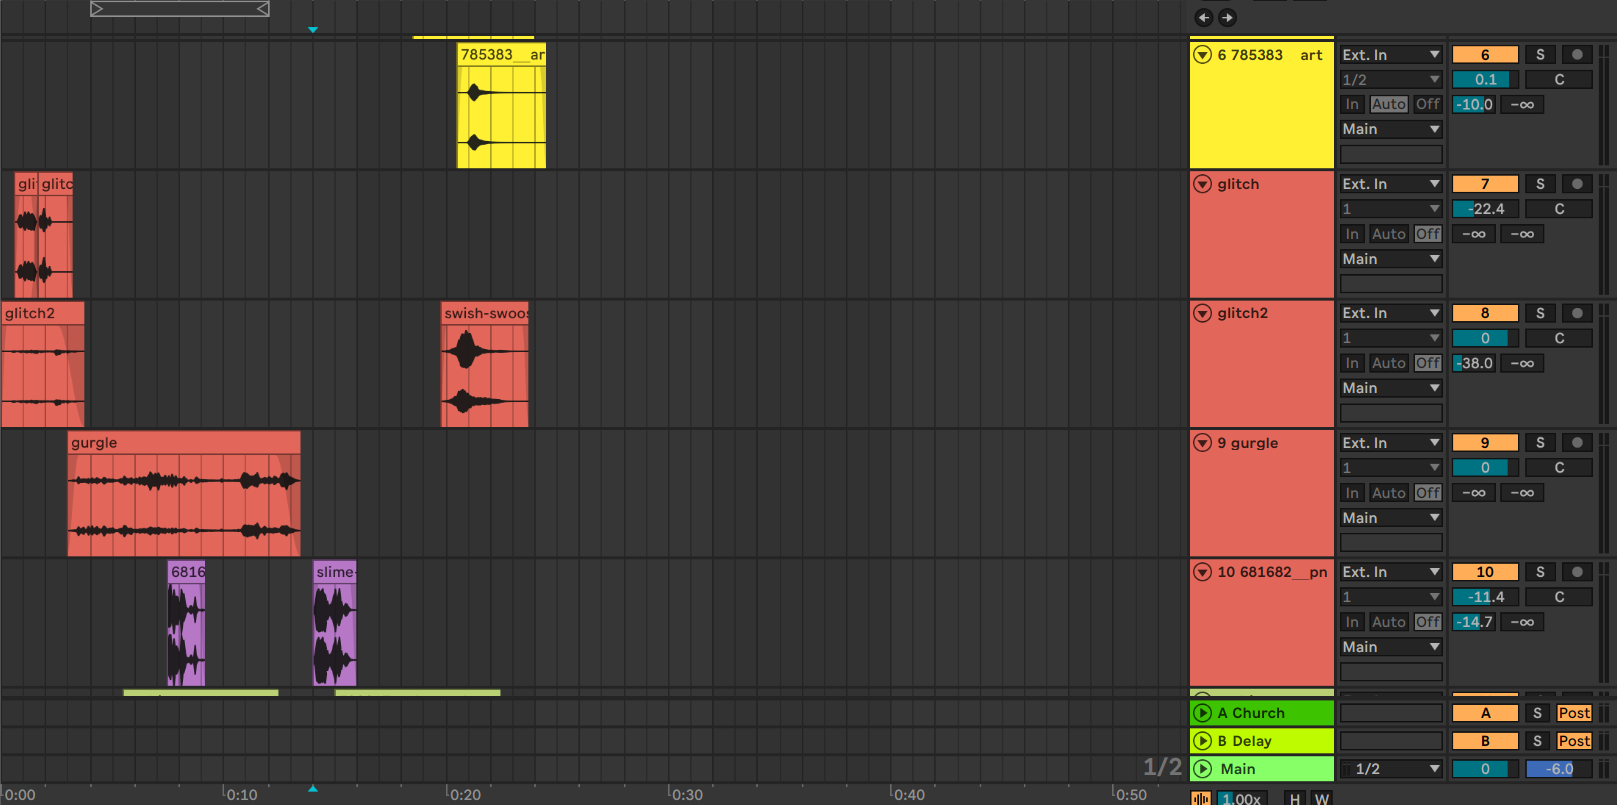 785383__ar
6 785383 art
Ext. In
6
S
1/2
0.1
C
In Auto Off
-10.0
-∞
Main
gli glitc
glitch
Ext. In
7
S
1
-22.4
C
In Auto Off
-∞
-∞
Main
glitch2
swish-swoo
glitch2
Ext. In
8
S
1
0
C
In Auto Off
-38.0
-∞
Main
gurgle
9 gurgle
Ext. In
9
S
1
0
C
In Auto Off
-∞
-∞
Main
6816
slime-
10 681682__pn
Ext. In
10
S
1
-11.4
C
In Auto Off
-14.7
-∞
Main
A Church
A
S
Post
B Delay
B
S
Post
1/2
Main
1/2
0
-6.0
0:00 0:10 0:20 0:30 0:40 0:50
1.00x
H
W